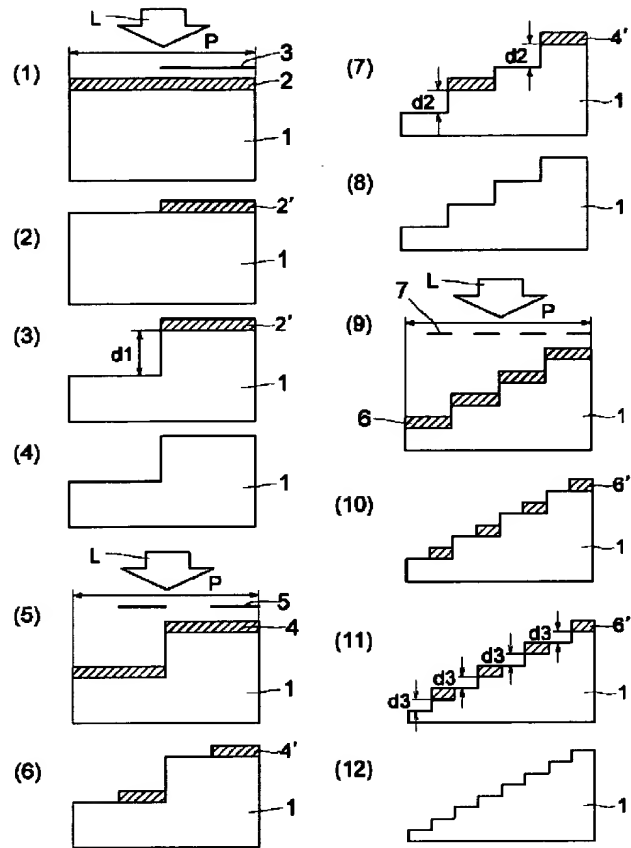 L
P
(1)
3
2
1
(2)
2'
1
(3)
2'
d1
1
(4)
1
L
P
(5)
5
4
1
(6)
4'
1
(7)
4'
d2
d2
1
(8)
1
L
7
P
(9)
6
1
(10)
6'
1
(11)
6'
d3
d3
d3
d3
1
(12)
1